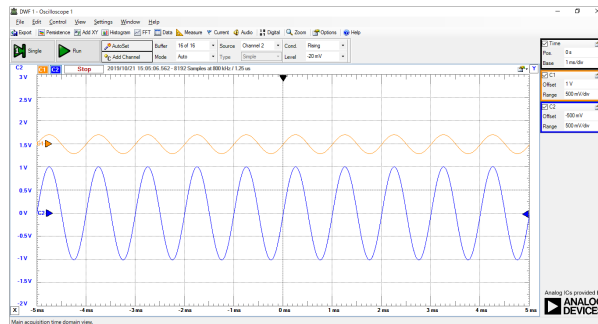 DWF 1 - Oscilloscope 1
File Edit Control View Settings Window Help
Export Persistence Add XY Histogram FFT Data Measure Current Audio Digital Zoom Options Help
Single Run AutoSet Buffer 16 of 16 Source Channel 2 Cond. Rising
Add Channel Mode Auto Type Simple Level -20 mV
C2 C1 C2 Stop 2019/10/21 15:05:06.562 - 8192 Samples at 800 kHz / 1.25 us Y
3 V
2.5 V
2 V
1.5 V
1 V
0.5 V
0 V
-0.5 V
-1 V
-1.5 V
-2 V
C2
X -5 ms -4 ms -3 ms -2 ms -1 ms 0 ms 1 ms 2 ms 3 ms 4 ms 5 ms
Main acquisition time domain view.
Time
Pos. 0 s
Base 1 ms/div
C1
Offset 1 V
Range 500 mV/div
C2
Offset -500 mV
Range 500 mV/div
Analog ICs provided
ANALOG
DEVICE